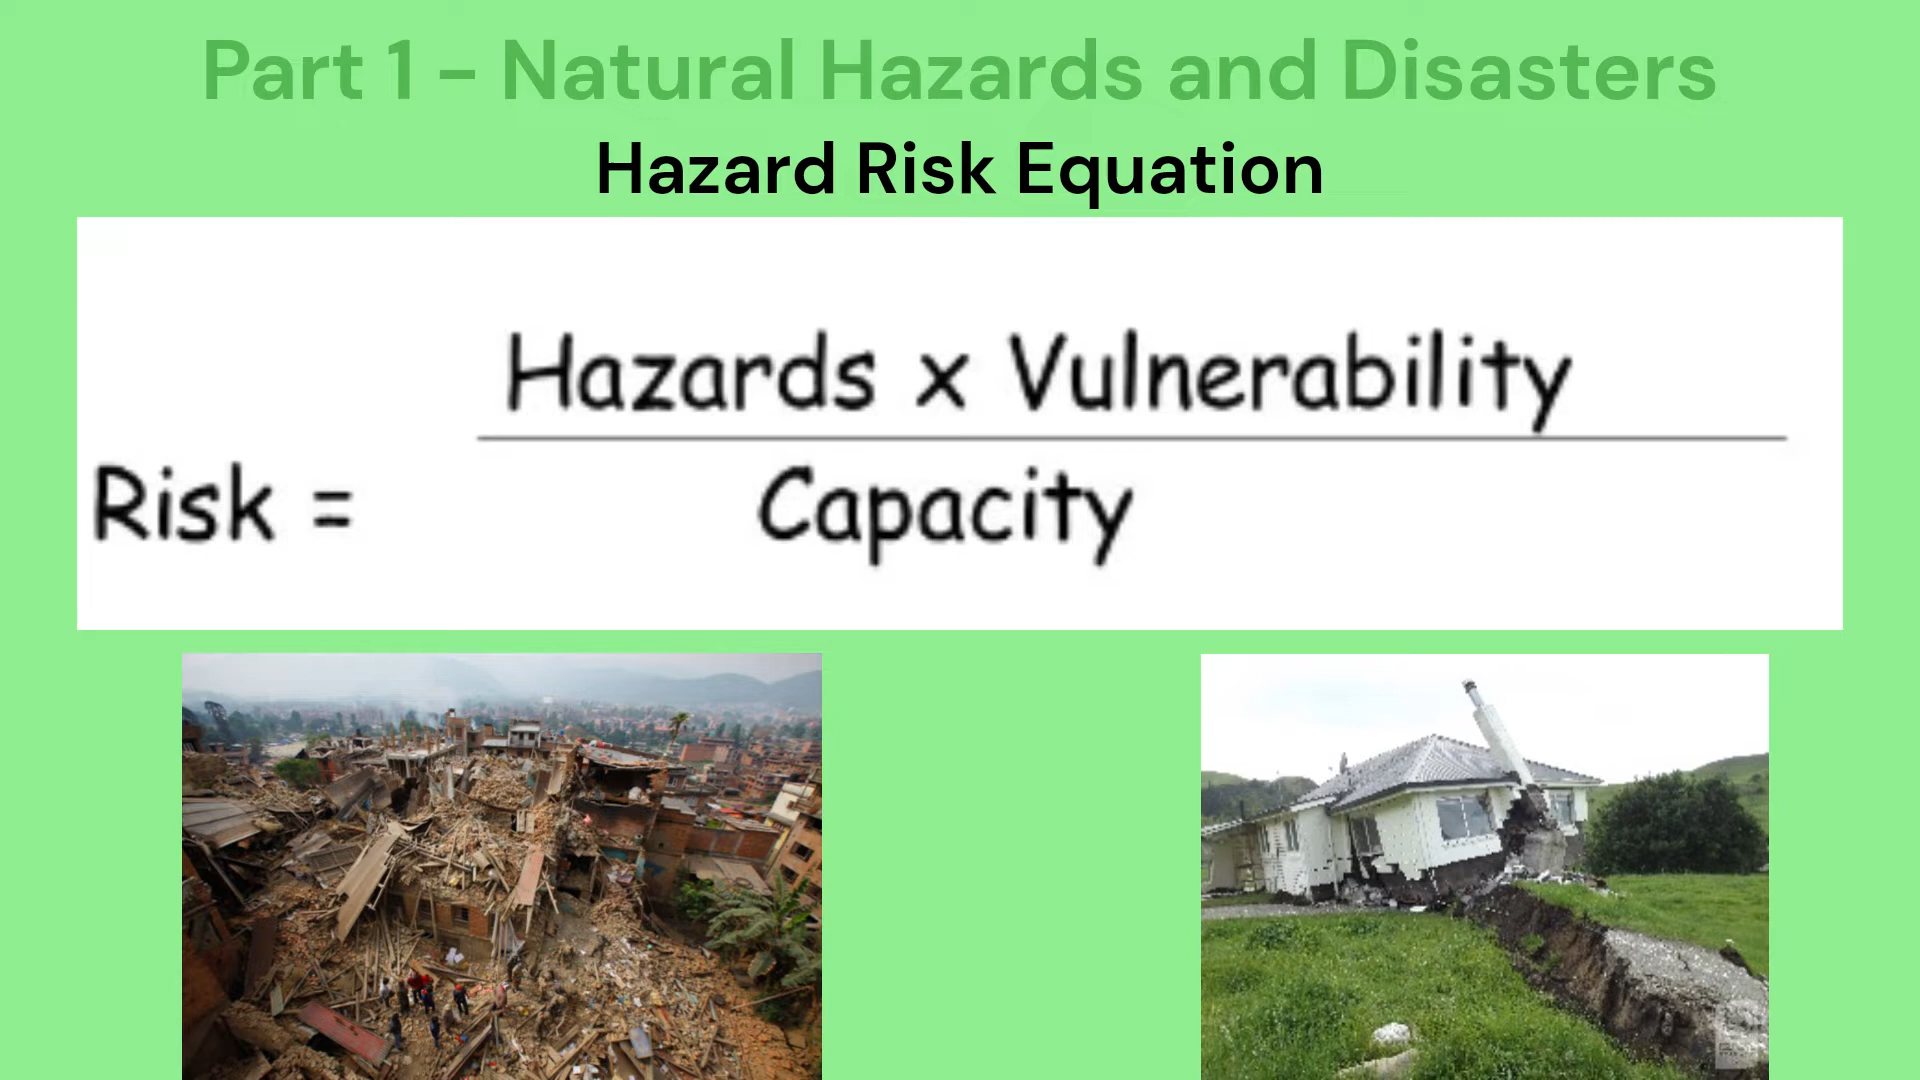 Part 1 - Natural Hazards and Disasters
Hazard Risk Equation
Hazards x Vulnerability
Risk =
Capacity